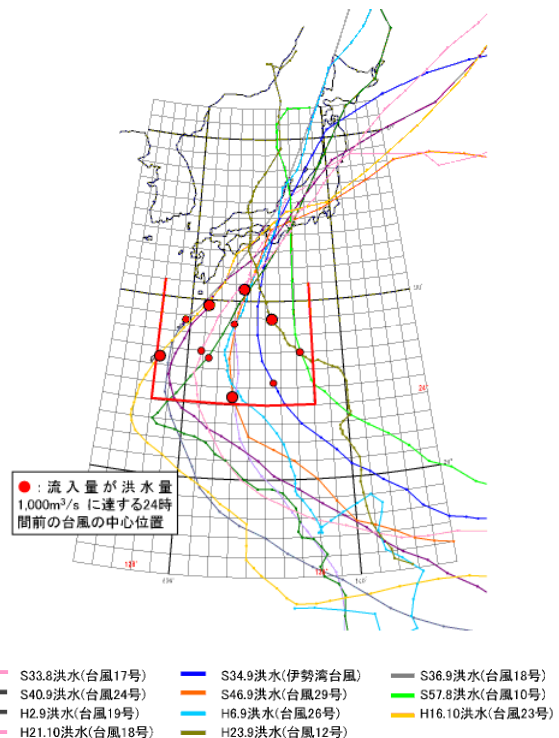 30°
24°
●：流入量が洪水量
1,000m³/s に達する24時
間前の台風の中心位置
S33.8洪水(台風17号)
S34.9洪水(伊勢湾台風)
S36.9洪水(台風18号)
S40.9洪水(台風24号)
S46.9洪水(台風29号)
S57.8洪水(台風10号)
H2.9洪水(台風19号)
H6.9洪水(台風26号)
H16.10洪水(台風23号)
H21.10洪水(台風18号)
H23.9洪水(台風12号)